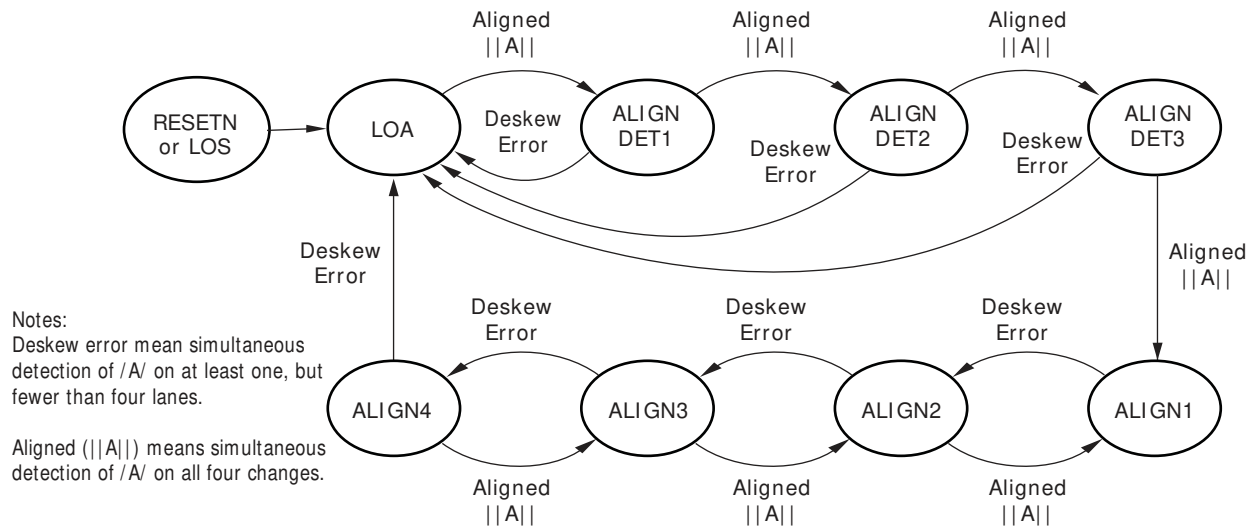 Aligned
||A||
Aligned
||A||
Aligned
||A||
RESETN
or LOS
LOA
Deskew
Error
ALIGN
DET1
Deskew
Error
ALIGN
DET2
Deskew
Error
ALIGN
DET3
Deskew
Error
Aligned
||A||
Notes:
Deskew error mean simultaneous
detection of /A/ on at least one, but
fewer than four lanes.
Aligned (||A||) means simultaneous
detection of /A/ on all four changes.
Deskew
Error
Deskew
Error
Deskew
Error
ALIGN4
ALIGN3
ALIGN2
ALIGN1
Aligned
||A||
Aligned
||A||
Aligned
||A||